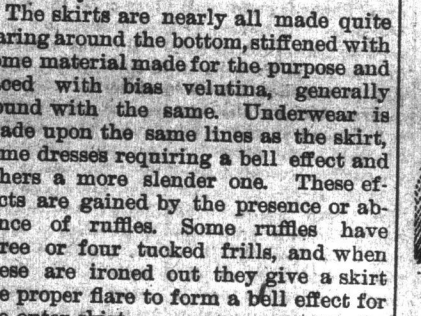 The skirts are nearly all made quite
aring around the bottom, stiffened with
me material made for the purpose and
ced with bias velutina, generally
und with the same. Underwear is
ade upon the same lines as the skirt,
me dresses requiring a bell effect and
hers a more slender one. These ef-
cts are gained by the presence or ab-
nce of ruffles. Some ruffles have
ree or four tucked frills, and when
ese are ironed out they give a skirt
e proper flare to form a bell effect for